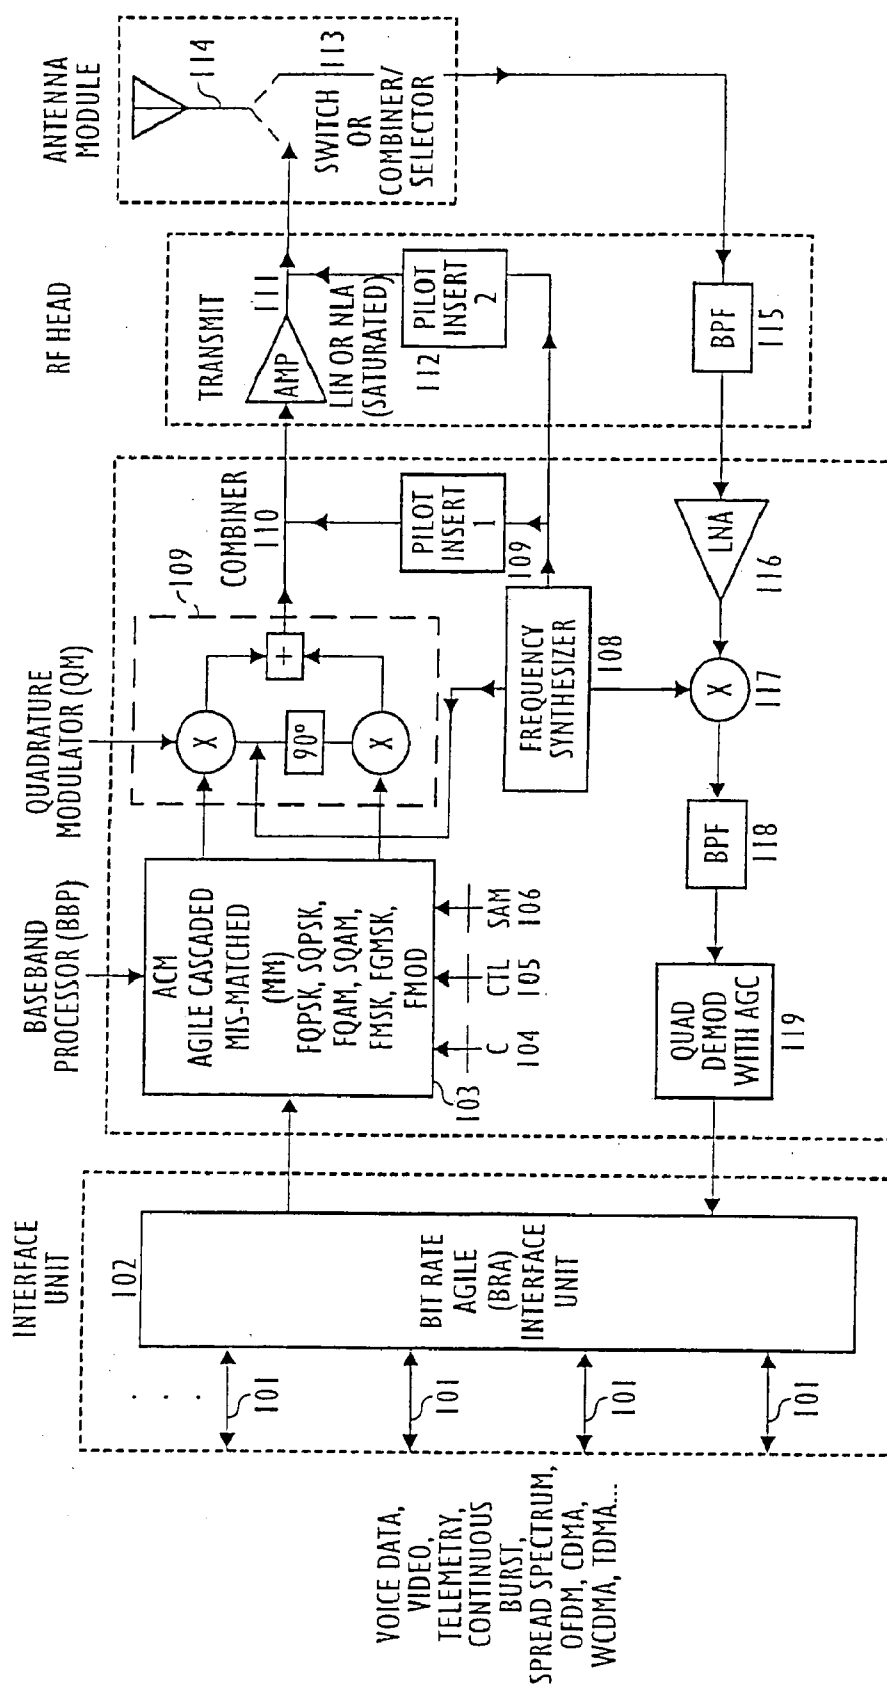 INTERFACE
UNIT
BASEBAND
PROCESSOR (BBP)
QUADRATURE
MODULATOR (QM)
RF HEAD
ANTENNA
MODULE
VOICE DATA,
VIDEO,
TELEMETRY,
CONTINUOUS
BURST,
SPREAD SPECTRUM,
OFDM, CDMA,
WCDMA, TDMA...
101
101
101
101
102
BIT RATE
AGILE
(BRA)
INTERFACE
UNIT
ACM
AGILE CASCADED
MIS-MATCHED
(MM)
FQPSK, SQPSK,
FQAM, SQAM,
FMSK, FGMSK,
FMOD
103
C
104
CTL
105
SAM
106
109
X
90°
X
+
COMBINER
110
PILOT
INSERT
1
109
FREQUENCY
SYNTHESIZER
108
TRANSMIT
AMP
111
LIN OR NLA
(SATURATED)
PILOT
INSERT
2
112
114
113
SWITCH
OR
COMBINER/
SELECTOR
BPF
115
LNA
116
X
117
BPF
118
QUAD
DEMOD
WITH AGC
119